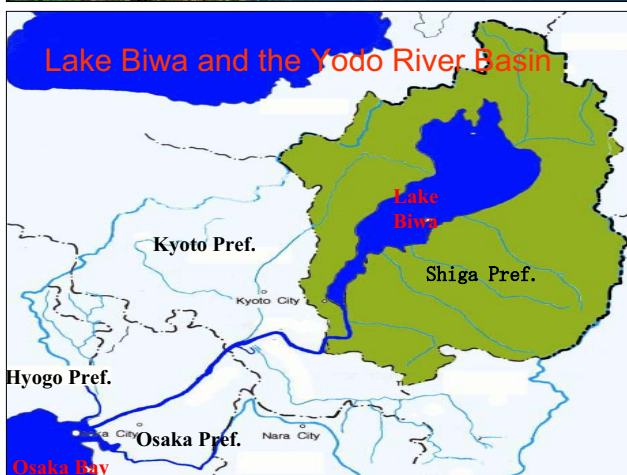 Lake Biwa and the Yodo River Basin
Lake
Biwa
Kyoto Pref.
Shiga Pref.
Kyoto City
Hyogo Pref.
City
Osaka Pref.
Nara City
Osaka Bay